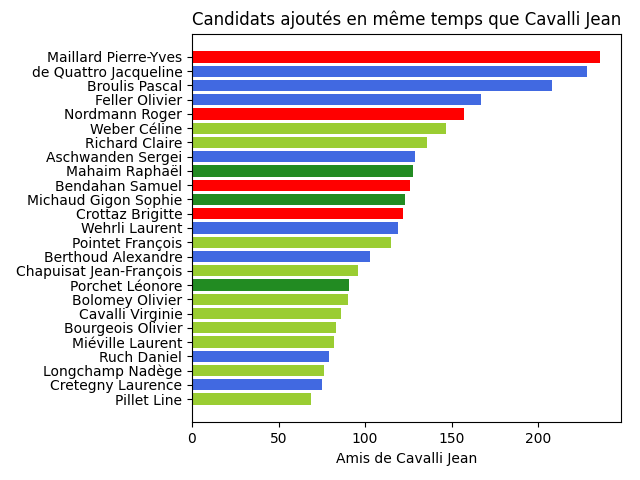 Candidats ajoutés en même temps que Cavalli Jean
Maillard Pierre-Yves
de Quattro Jacqueline
Broulis Pascal
Feller Olivier
Nordmann Roger
Weber Céline
Richard Claire
Aschwanden Sergei
Mahaim Raphaël
Bendahan Samuel
Michaud Gigon Sophie
Crottaz Brigitte
Wehrli Laurent
Pointet François
Berthoud Alexandre
Chapuisat Jean-François
Porchet Léonore
Bolomey Olivier
Cavalli Virginie
Bourgeois Olivier
Miéville Laurent
Ruch Daniel
Longchamp Nadège
Cretegny Laurence
Pillet Line
0 50 100 150 200
Amis de Cavalli Jean